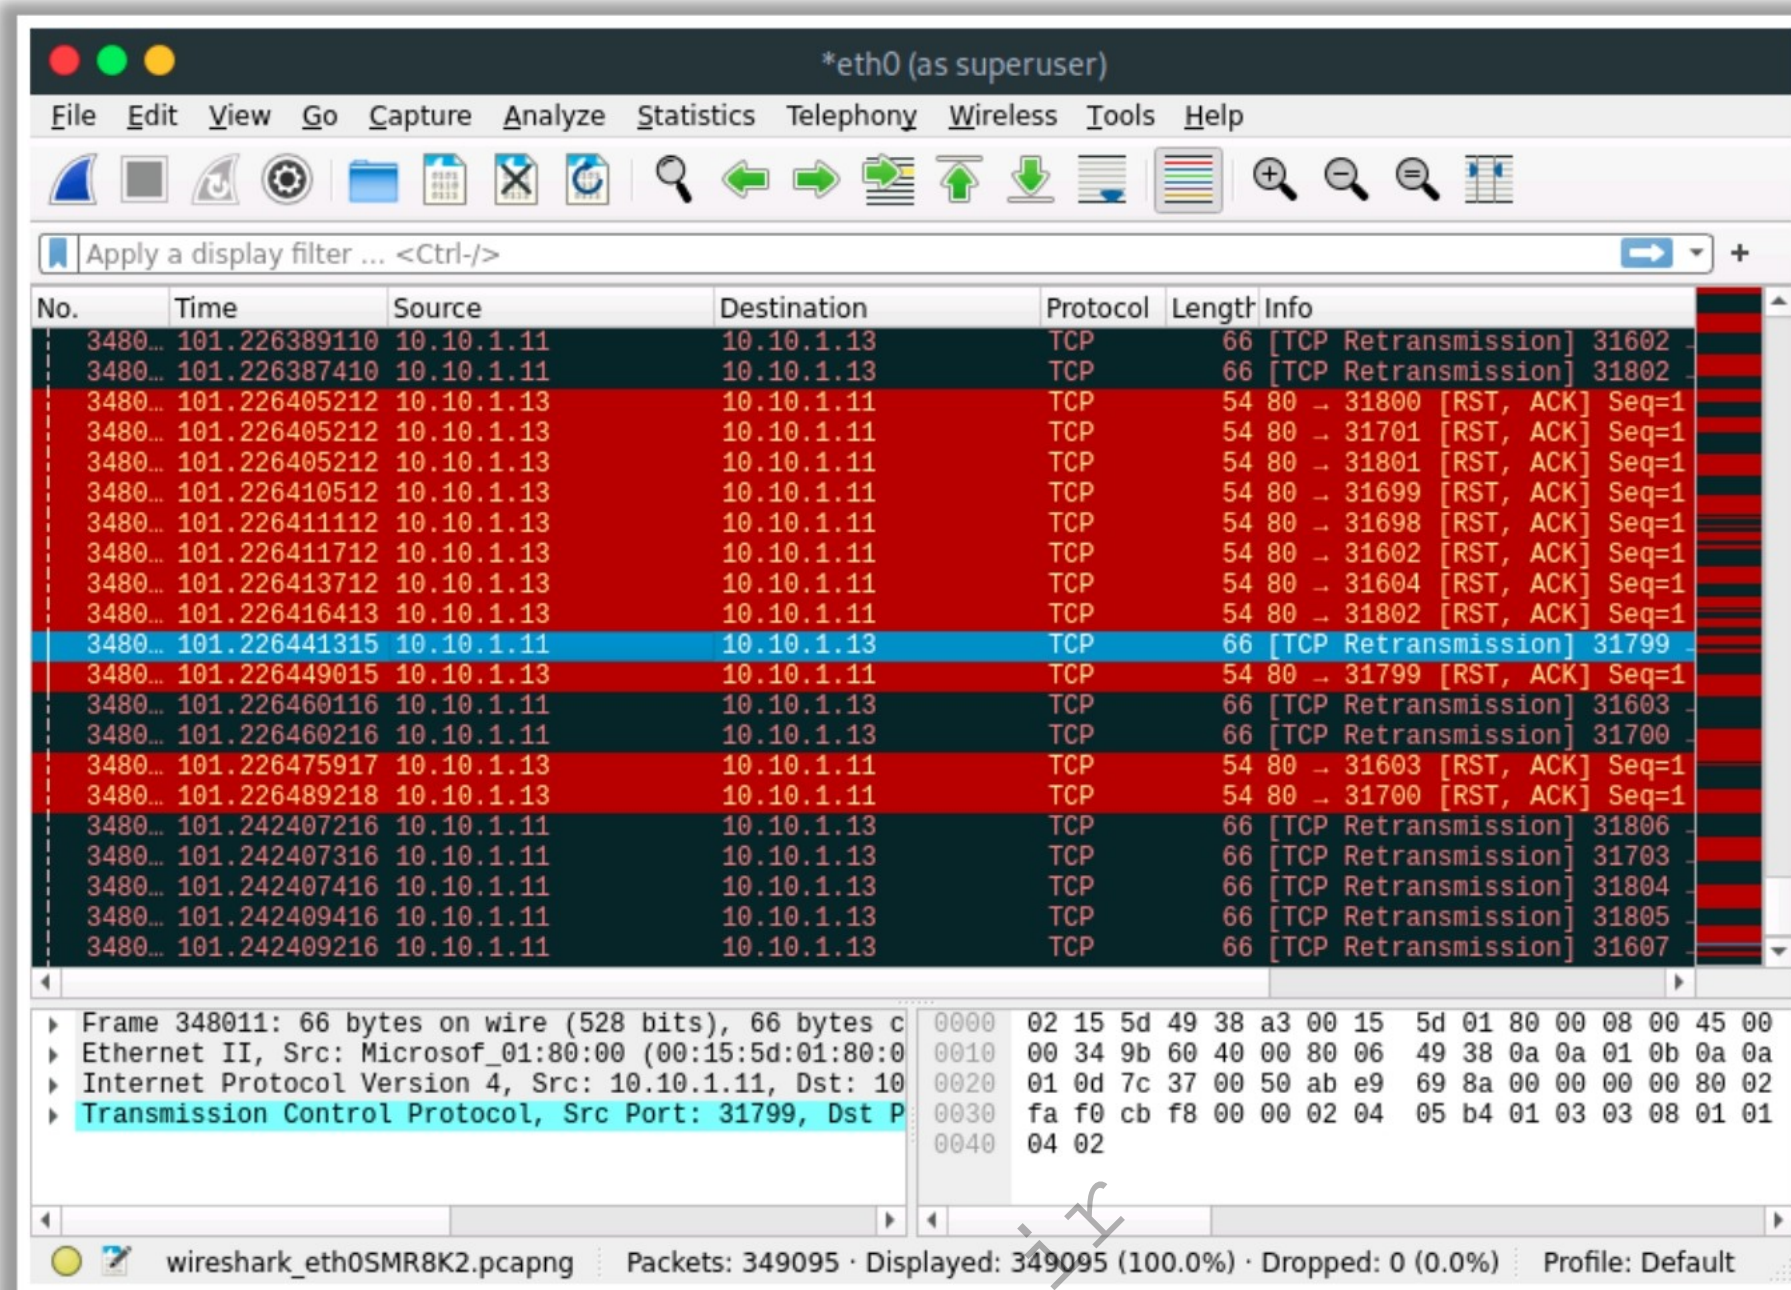 *eth0 (as superuser)
File Edit View Go Capture Analyze Statistics Telephony Wireless Tools Help
Apply a display filter ... <Ctrl-/>
No. Time Source Destination Protocol Length Info
3480… 101.226389110 10.10.1.11 10.10.1.13 TCP 66 [TCP Retransmission] 31602
3480… 101.226387410 10.10.1.11 10.10.1.13 TCP 66 [TCP Retransmission] 31802
3480… 101.226405212 10.10.1.13 10.10.1.11 TCP 54 80 → 31800 [RST, ACK] Seq=1
3480… 101.226405212 10.10.1.13 10.10.1.11 TCP 54 80 → 31701 [RST, ACK] Seq=1
3480… 101.226405212 10.10.1.13 10.10.1.11 TCP 54 80 → 31801 [RST, ACK] Seq=1
3480… 101.226410512 10.10.1.13 10.10.1.11 TCP 54 80 → 31699 [RST, ACK] Seq=1
3480… 101.226411112 10.10.1.13 10.10.1.11 TCP 54 80 → 31698 [RST, ACK] Seq=1
3480… 101.226411712 10.10.1.13 10.10.1.11 TCP 54 80 → 31602 [RST, ACK] Seq=1
3480… 101.226413712 10.10.1.13 10.10.1.11 TCP 54 80 → 31604 [RST, ACK] Seq=1
3480… 101.226416413 10.10.1.13 10.10.1.11 TCP 54 80 → 31802 [RST, ACK] Seq=1
3480… 101.226441315 10.10.1.11 10.10.1.13 TCP 66 [TCP Retransmission] 31799
3480… 101.226449015 10.10.1.13 10.10.1.11 TCP 54 80 → 31799 [RST, ACK] Seq=1
3480… 101.226460116 10.10.1.11 10.10.1.13 TCP 66 [TCP Retransmission] 31603
3480… 101.226460216 10.10.1.11 10.10.1.13 TCP 66 [TCP Retransmission] 31700
3480… 101.226475917 10.10.1.13 10.10.1.11 TCP 54 80 → 31603 [RST, ACK] Seq=1
3480… 101.226489218 10.10.1.13 10.10.1.11 TCP 54 80 → 31700 [RST, ACK] Seq=1
3480… 101.242407216 10.10.1.11 10.10.1.13 TCP 66 [TCP Retransmission] 31806
3480… 101.242407316 10.10.1.11 10.10.1.13 TCP 66 [TCP Retransmission] 31703
3480… 101.242407416 10.10.1.11 10.10.1.13 TCP 66 [TCP Retransmission] 31804
3480… 101.242409416 10.10.1.11 10.10.1.13 TCP 66 [TCP Retransmission] 31805
3480… 101.242409216 10.10.1.11 10.10.1.13 TCP 66 [TCP Retransmission] 31607
Frame 348011: 66 bytes on wire (528 bits), 66 bytes c
Ethernet II, Src: Microsof_01:80:00 (00:15:5d:01:80:0
Internet Protocol Version 4, Src: 10.10.1.11, Dst: 10
Transmission Control Protocol, Src Port: 31799, Dst P
0000 02 15 5d 49 38 a3 00 15 5d 01 80 00 08 00 45 00
0010 00 34 9b 60 40 00 80 06 49 38 0a 0a 01 0b 0a 0a
0020 01 0d 7c 37 00 50 ab e9 69 8a 00 00 00 00 80 02
0030 fa f0 cb f8 00 00 02 04 05 b4 01 03 03 08 01 01
0040 04 02
wireshark_eth0SMR8K2.pcapng Packets: 349095 · Displayed: 349095 (100.0%) · Dropped: 0 (0.0%) Profile: Default
ir